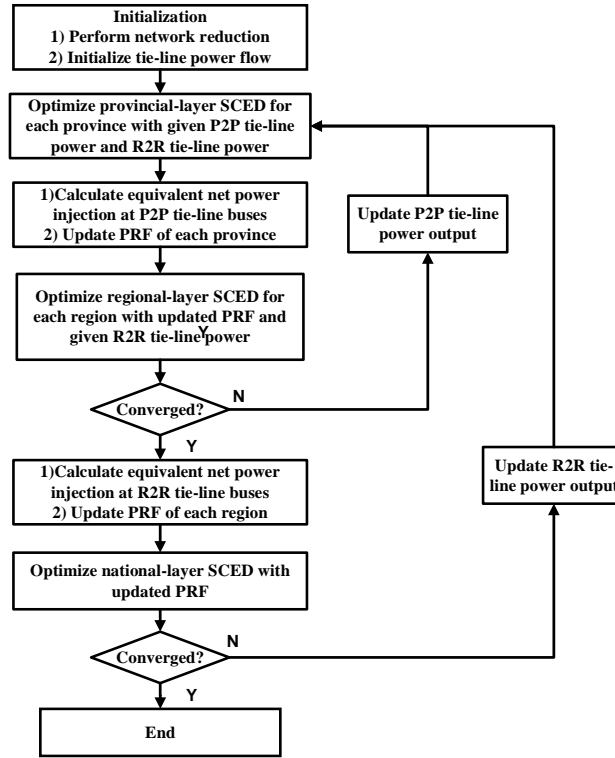 Initialization
1) Perform network reduction
2) Initialize tie-line power flow
Optimize provincial-layer SCED for
each province with given P2P tie-line
power and R2R tie-line power
1)Calculate equivalent net power
injection at P2P tie-line buses
2) Update PRF of each province
Update P2P tie-line
power output
Optimize regional-layer SCED for
each region with updated PRF and
given R2R tie-line power
Y
Converged?
N
Y
1)Calculate equivalent net power
injection at R2R tie-line buses
2) Update PRF of each region
Update R2R tie-
line power output
Optimize national-layer SCED with
updated PRF
Converged?
N
Y
End